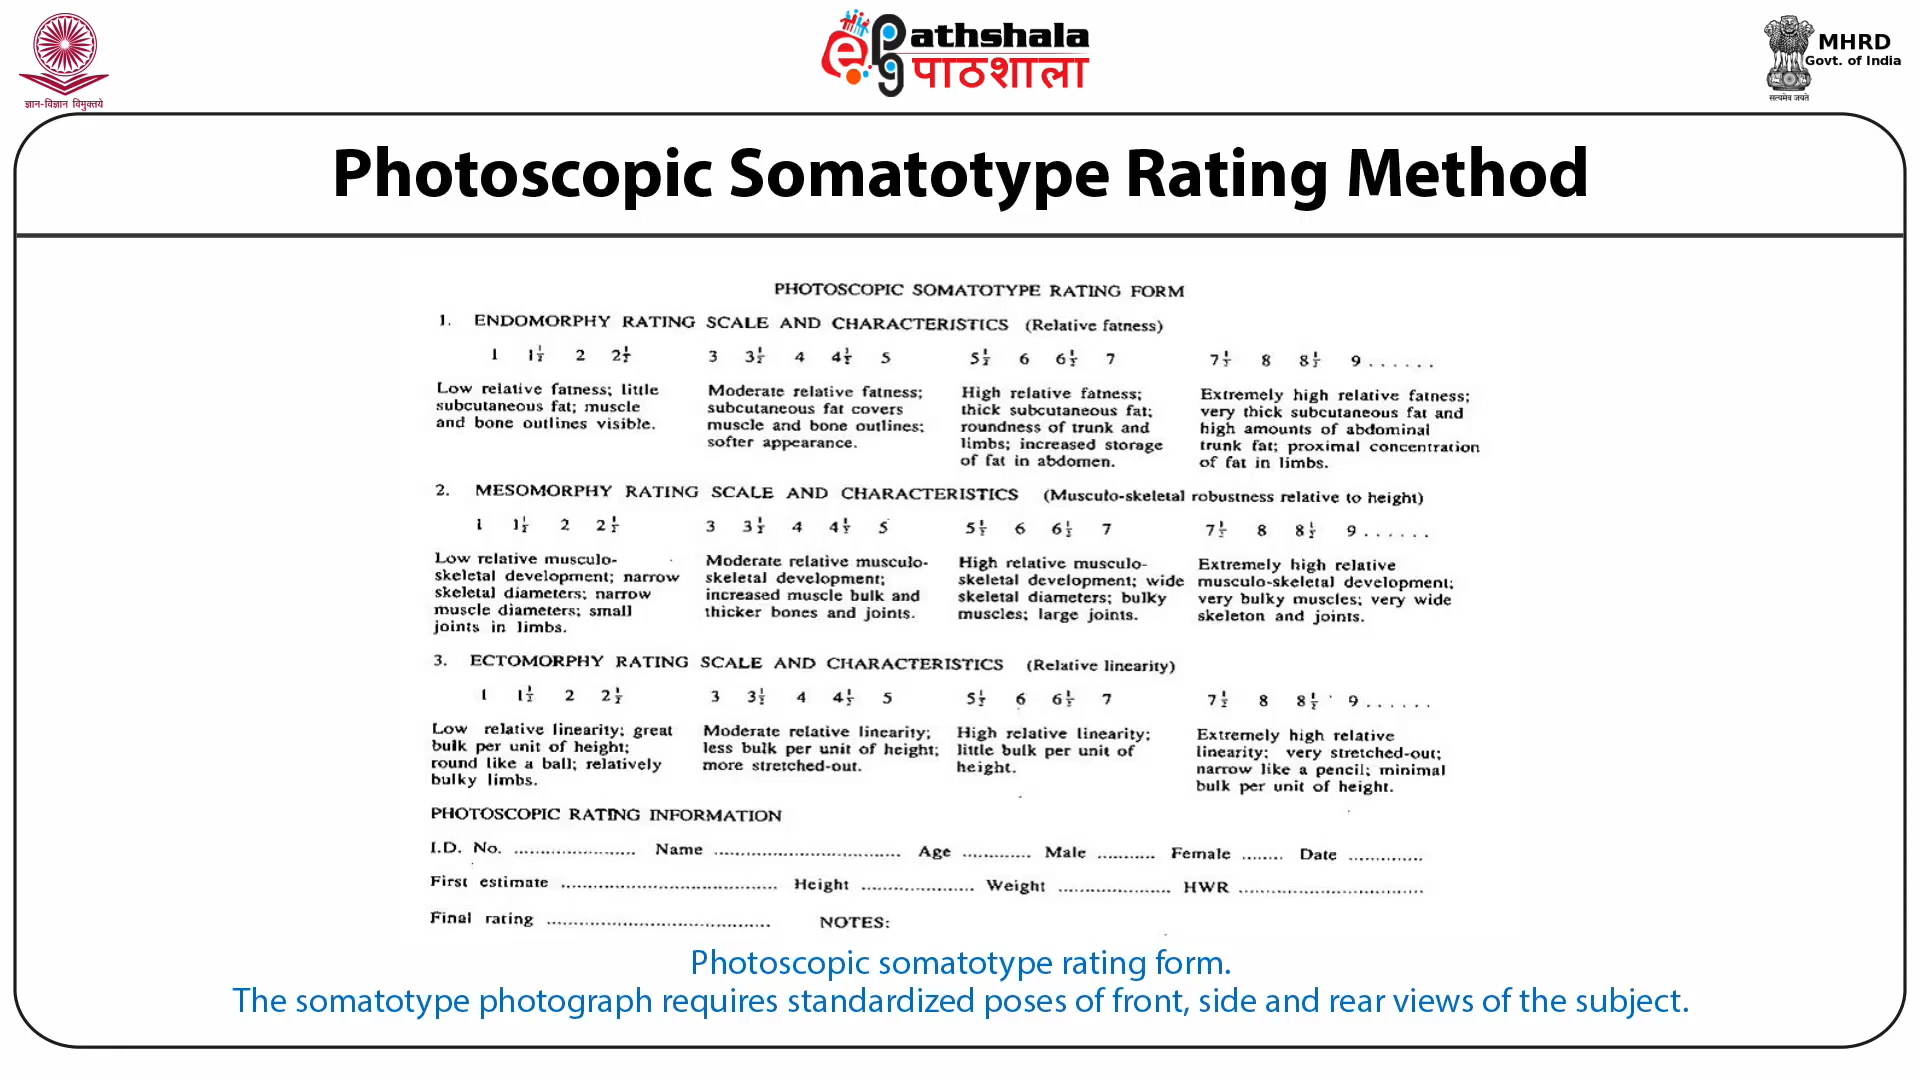 ज्ञान-विज्ञान विमुक्तये
ePathshala
पाठशाला
MHRD
Govt. of India
सत्यमेव जयते
Photoscopic Somatotype Rating Method
PHOTOSCOPIC SOMATOTYPE RATING FORM
1. ENDOMORPHY RATING SCALE AND CHARACTERISTICS (Relative fatness)
1 1½ 2 2½ 3 3½ 4 4½ 5 5½ 6 6½ 7 7½ 8 8½ 9......
Low relative fatness; little
subcutaneous fat; muscle
and bone outlines visible.
Moderate relative fatness;
subcutaneous fat covers
muscle and bone outlines;
softer appearance.
High relative fatness;
thick subcutaneous fat;
roundness of trunk and
limbs; increased storage
of fat in abdomen.
Extremely high relative fatness;
very thick subcutaneous fat and
high amounts of abdominal
trunk fat; proximal concentration
of fat in limbs.
2. MESOMORPHY RATING SCALE AND CHARACTERISTICS (Musculo-skeletal robustness relative to height)
1 1½ 2 2½ 3 3½ 4 4½ 5 5½ 6 6½ 7 7½ 8 8½ 9......
Low relative musculo-
skeletal development; narrow
skeletal diameters; narrow
muscle diameters; small
joints in limbs.
Moderate relative musculo-
skeletal development;
increased muscle bulk and
thicker bones and joints.
High relative musculo-
skeletal development; wide
skeletal diameters; bulky
muscles; large joints.
Extremely high relative
musculo-skeletal development;
very bulky muscles; very wide
skeleton and joints.
3. ECTOMORPHY RATING SCALE AND CHARACTERISTICS (Relative linearity)
1 1½ 2 2½ 3 3½ 4 4½ 5 5½ 6 6½ 7 7½ 8 8½ 9......
Low relative linearity; great
bulk per unit of height;
round like a ball; relatively
bulky limbs.
Moderate relative linearity;
less bulk per unit of height;
more stretched-out.
High relative linearity;
little bulk per unit of
height.
Extremely high relative
linearity; very stretched-out;
narrow like a pencil; minimal
bulk per unit of height.
PHOTOSCOPIC RATING INFORMATION
I.D. No. ...................... Name .................................. Age ............ Male .......... Female ....... Date .............
First estimate ....................................... Height .................... Weight .................... HWR .................................
Final rating ........................................ NOTES:
Photoscopic somatotype rating form.
The somatotype photograph requires standardized poses of front, side and rear views of the subject.